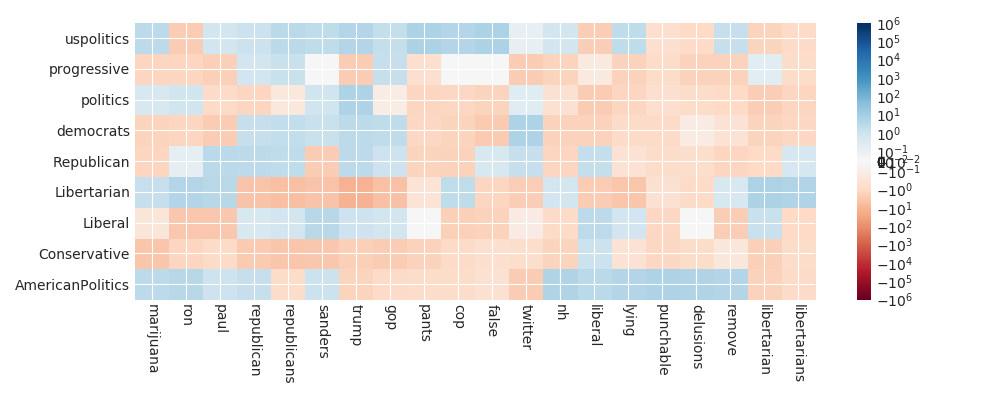 uspolitics
progressive
politics
democrats
Republican
Libertarian
Liberal
Conservative
AmericanPolitics
marijuana
ron
paul
republican
republicans
sanders
trump
gop
pants
cop
false
twitter
nh
liberal
lying
punchable
delusions
remove
libertarian
libertarians
10^6
10^5
10^4
10^3
10^2
10^1
10^0
10^-1
−10^-1
−10^0
−10^1
−10^2
−10^3
−10^4
−10^5
−10^6